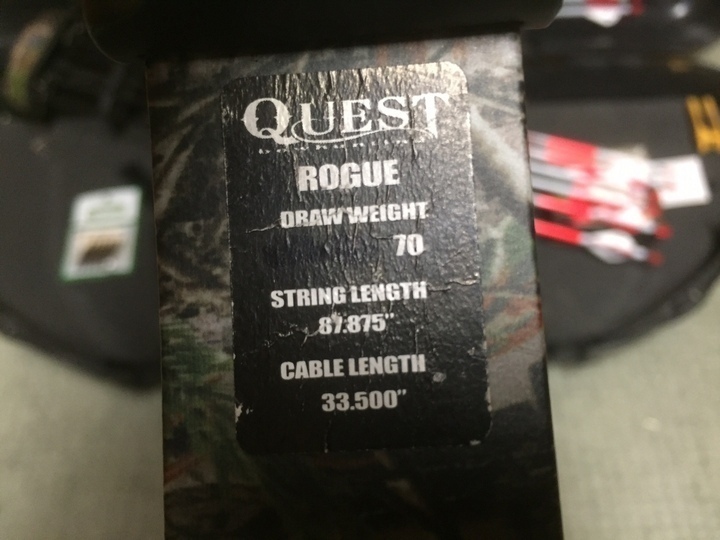 QUEST
ROGUE
DRAW WEIGHT
70
STRING LENGTH
87.875"
CABLE LENGTH
33.500"